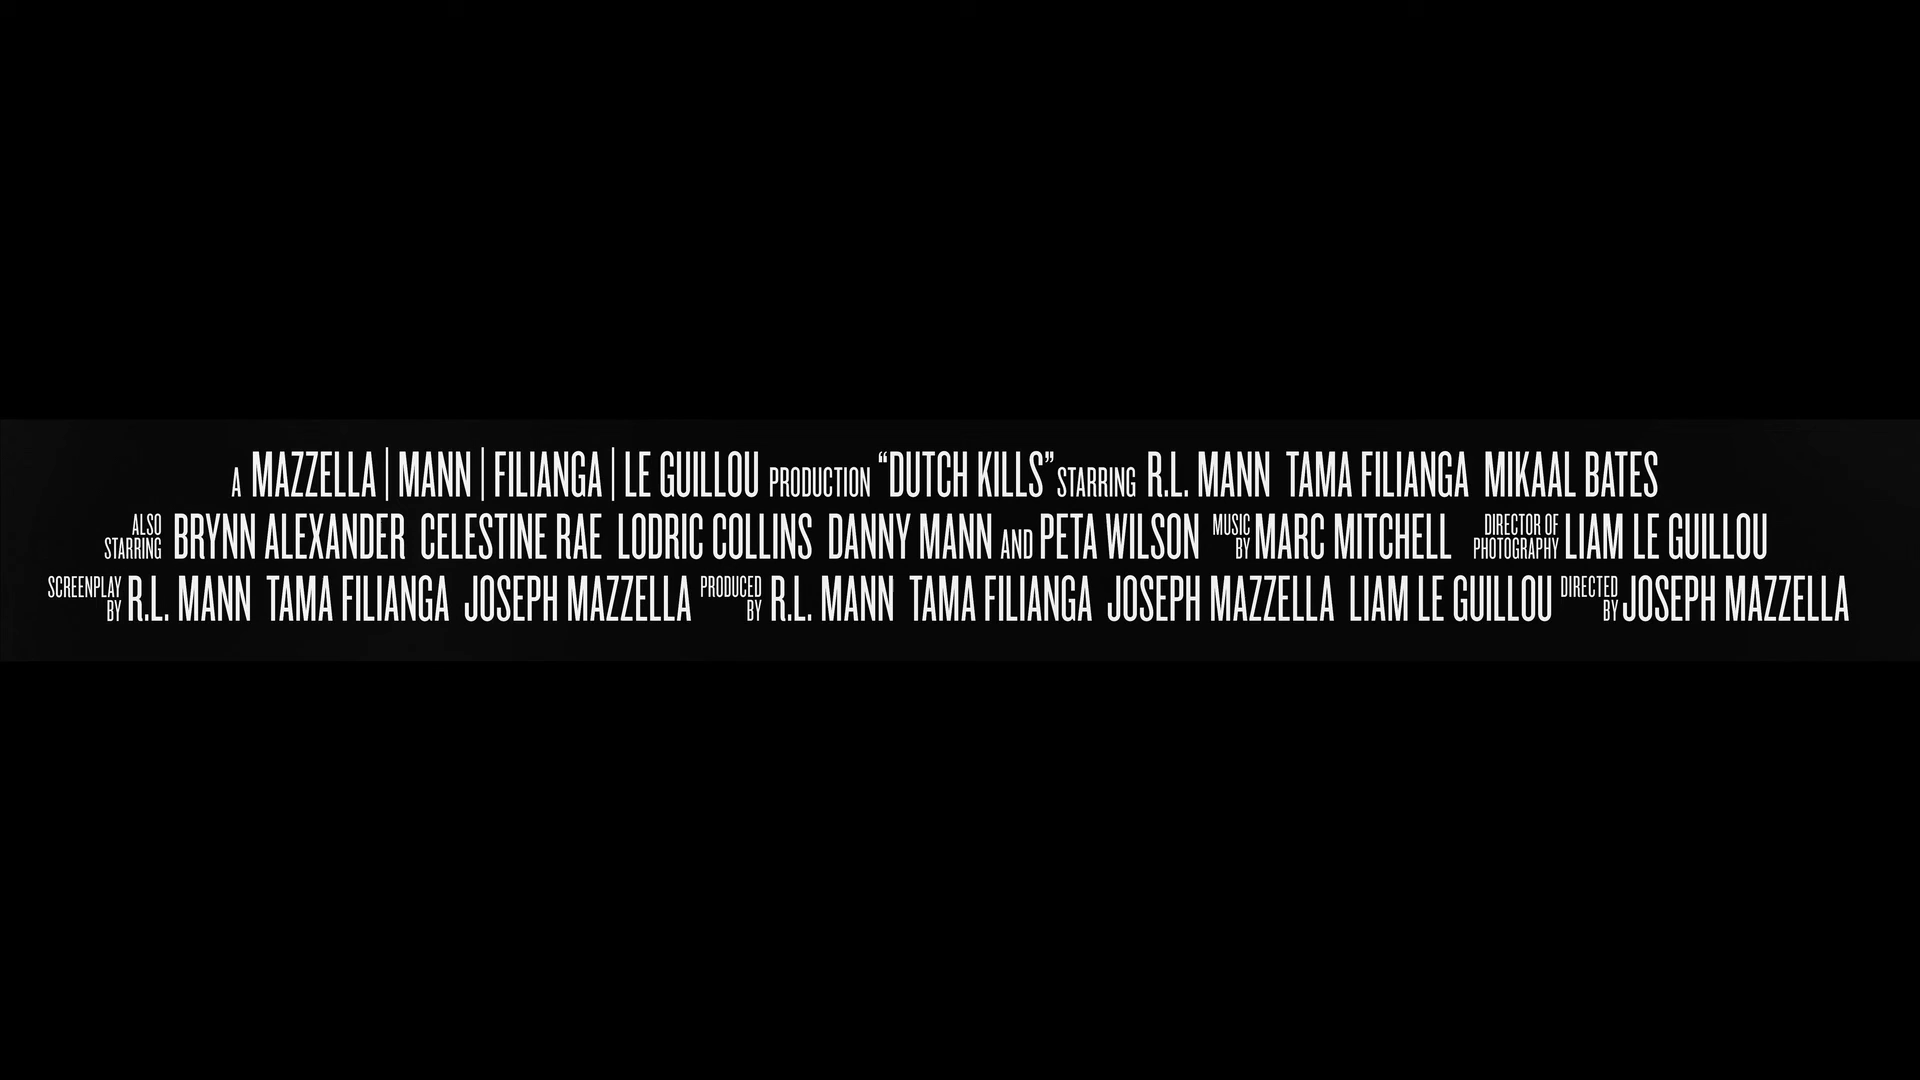 A MAZZELLA | MANN | FILIANGA | LE GUILLOU PRODUCTION “DUTCH KILLS” STARRING R.L. MANN TAMA FILIANGA MIKAAL BATES
ALSO STARRING BRYNN ALEXANDER CELESTINE RAE LODRIC COLLINS DANNY MANN AND PETA WILSON MUSIC BY MARC MITCHELL DIRECTOR OF PHOTOGRAPHY LIAM LE GUILLOU
SCREENPLAY BY R.L. MANN TAMA FILIANGA JOSEPH MAZZELLA PRODUCED BY R.L. MANN TAMA FILIANGA JOSEPH MAZZELLA LIAM LE GUILLOU DIRECTED BY JOSEPH MAZZELLA